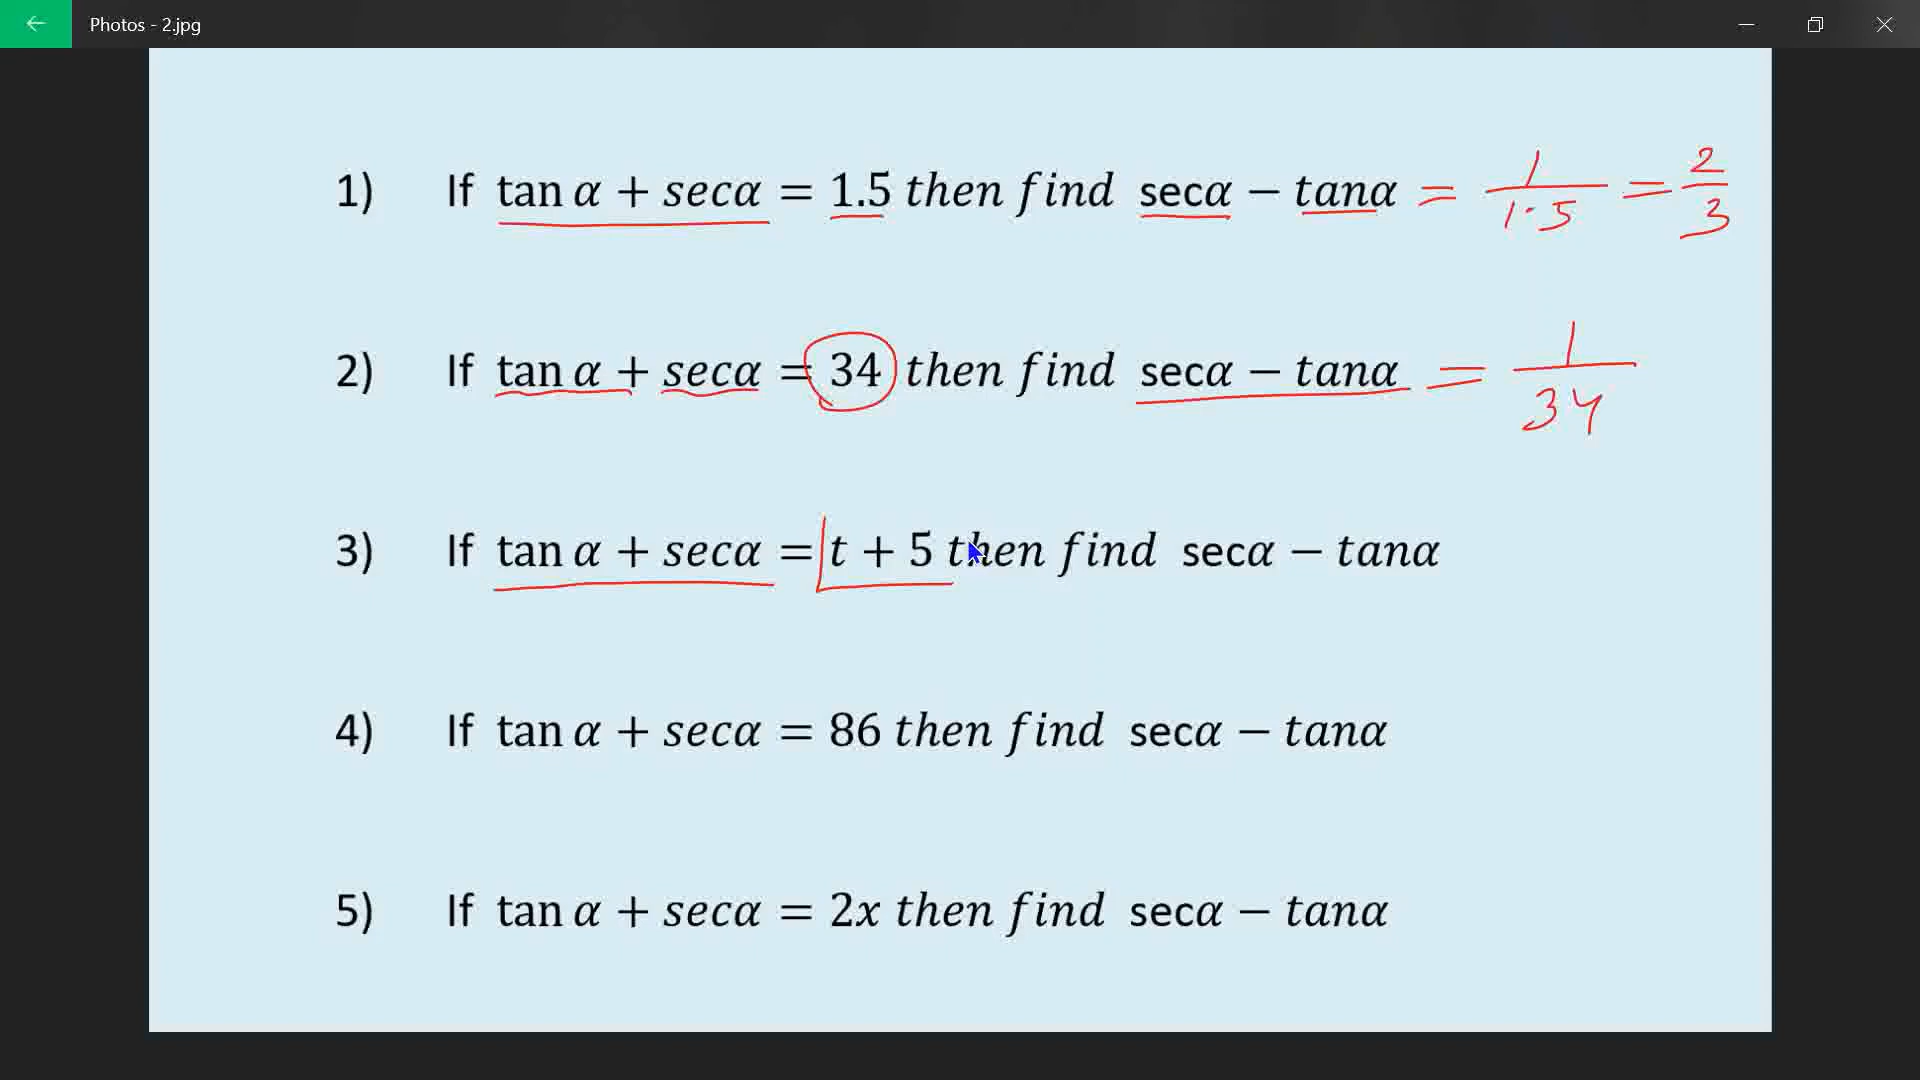 Photos - 2.jpg
1) If tan α + secα = 1.5 then find secα − tanα = 1/1.5 = 2/3
2) If tan α + secα = 34 then find secα − tanα = 1/34
3) If tan α + secα = t + 5 then find secα − tanα
4) If tan α + secα = 86 then find secα − tanα
5) If tan α + secα = 2x then find secα − tanα